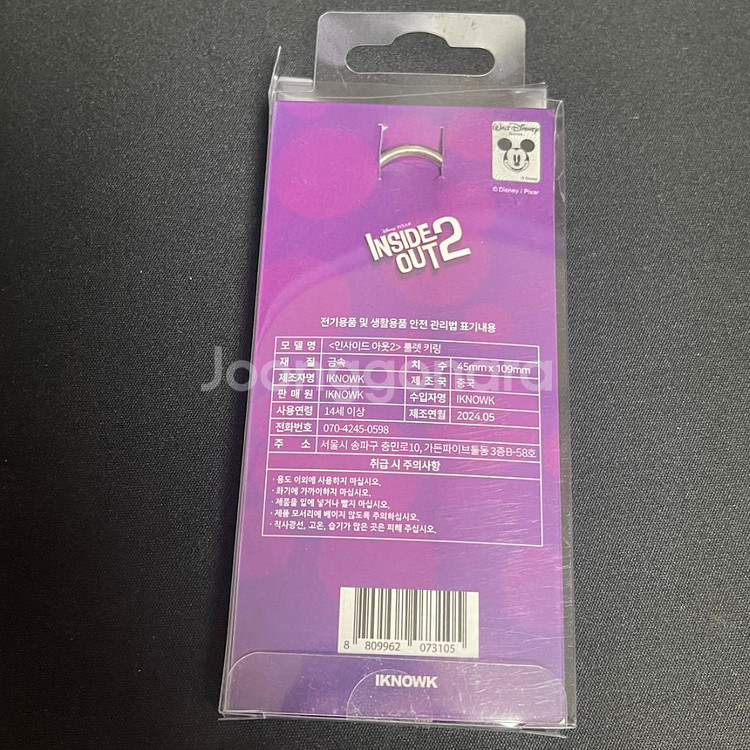 WALT DISNEY
© Disney
© Disney / Pixar
DISNEY·PIXAR
INSIDE
OUT 2
전기용품 및 생활용품 안전 관리법 표기내용
모 델 명 <인사이드 아웃2> 룰렛 키링
재 질 금속 치 수 45mm x 109mm
제조자명 IKNOWK 제 조 국 중국
판 매 원 IKNOWK 수입자명 IKNOWK
사용연령 14세 이상 제조연월 2024.05
전화번호 070-4245-0598
주 소 서울시 송파구 충민로10, 가든파이브툴동 3층B-58호
취급 시 주의사항
· 용도 이외에 사용하지 마십시오.
· 화기에 가까이하지 마십시오.
· 제품을 입에 넣거나 빨지 마십시오.
· 제품 모서리에 베이지 않도록 주의하십시오.
· 직사광선, 고온, 습기가 많은 곳은 피해 주십시오.
Joonggonara
8 809962 073105
IKNOWK